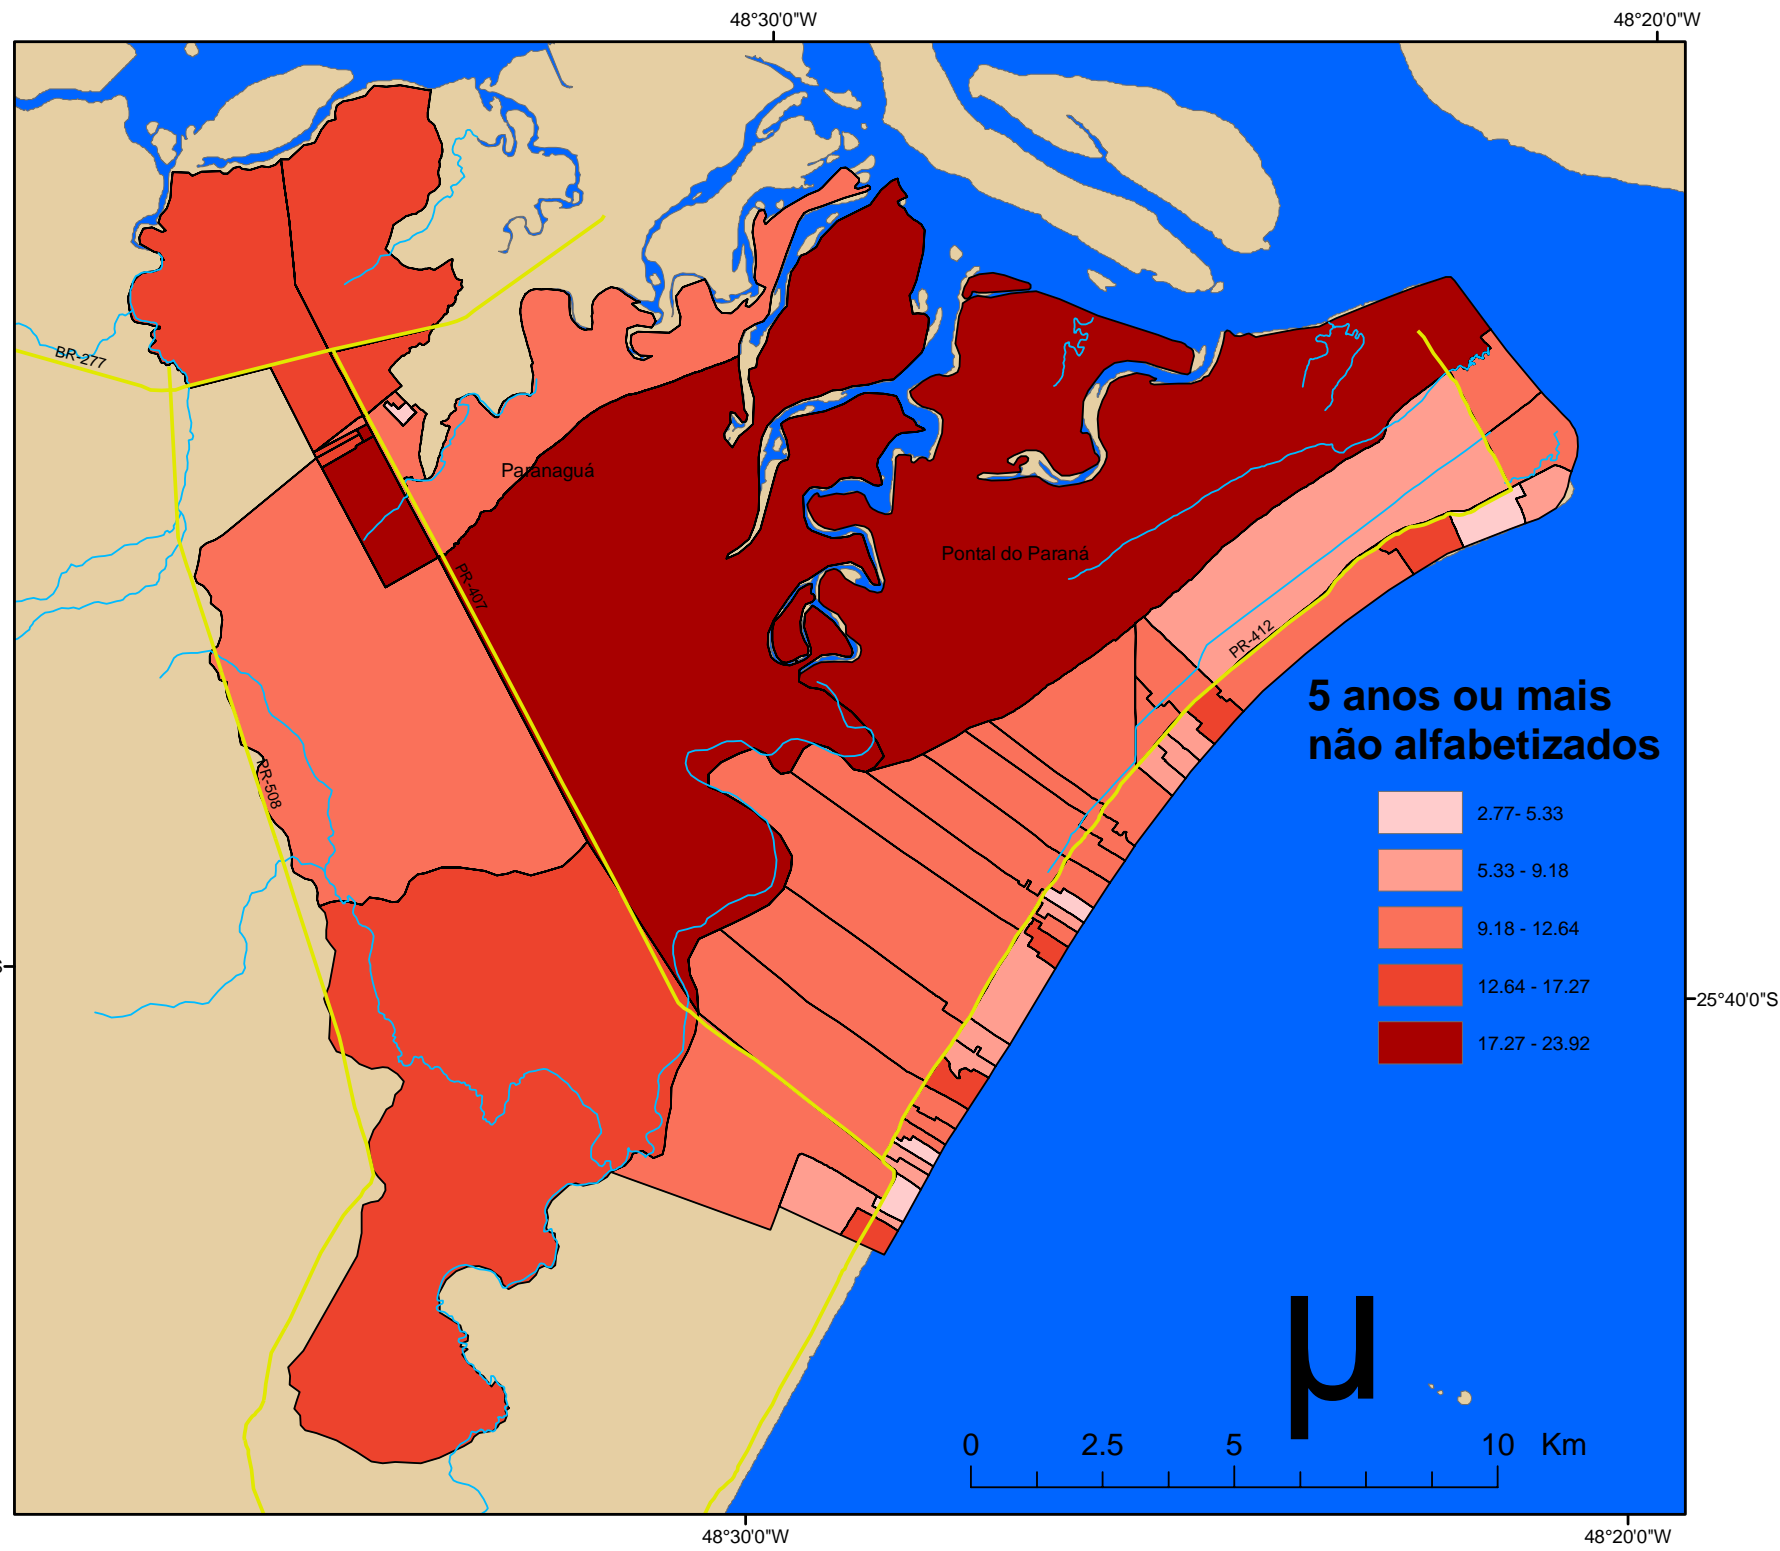 48°30'0"W
48°20'0"W
BR-277
Paranaguá
Pontal do Paraná
PR-407
PR-412
PR-508
5 anos ou mais
não alfabetizados
2.77- 5.33
5.33 - 9.18
9.18 - 12.64
12.64 - 17.27
17.27 - 23.92
25°40'0"S
µ
0 2.5 5 10 Km
48°30'0"W
48°20'0"W